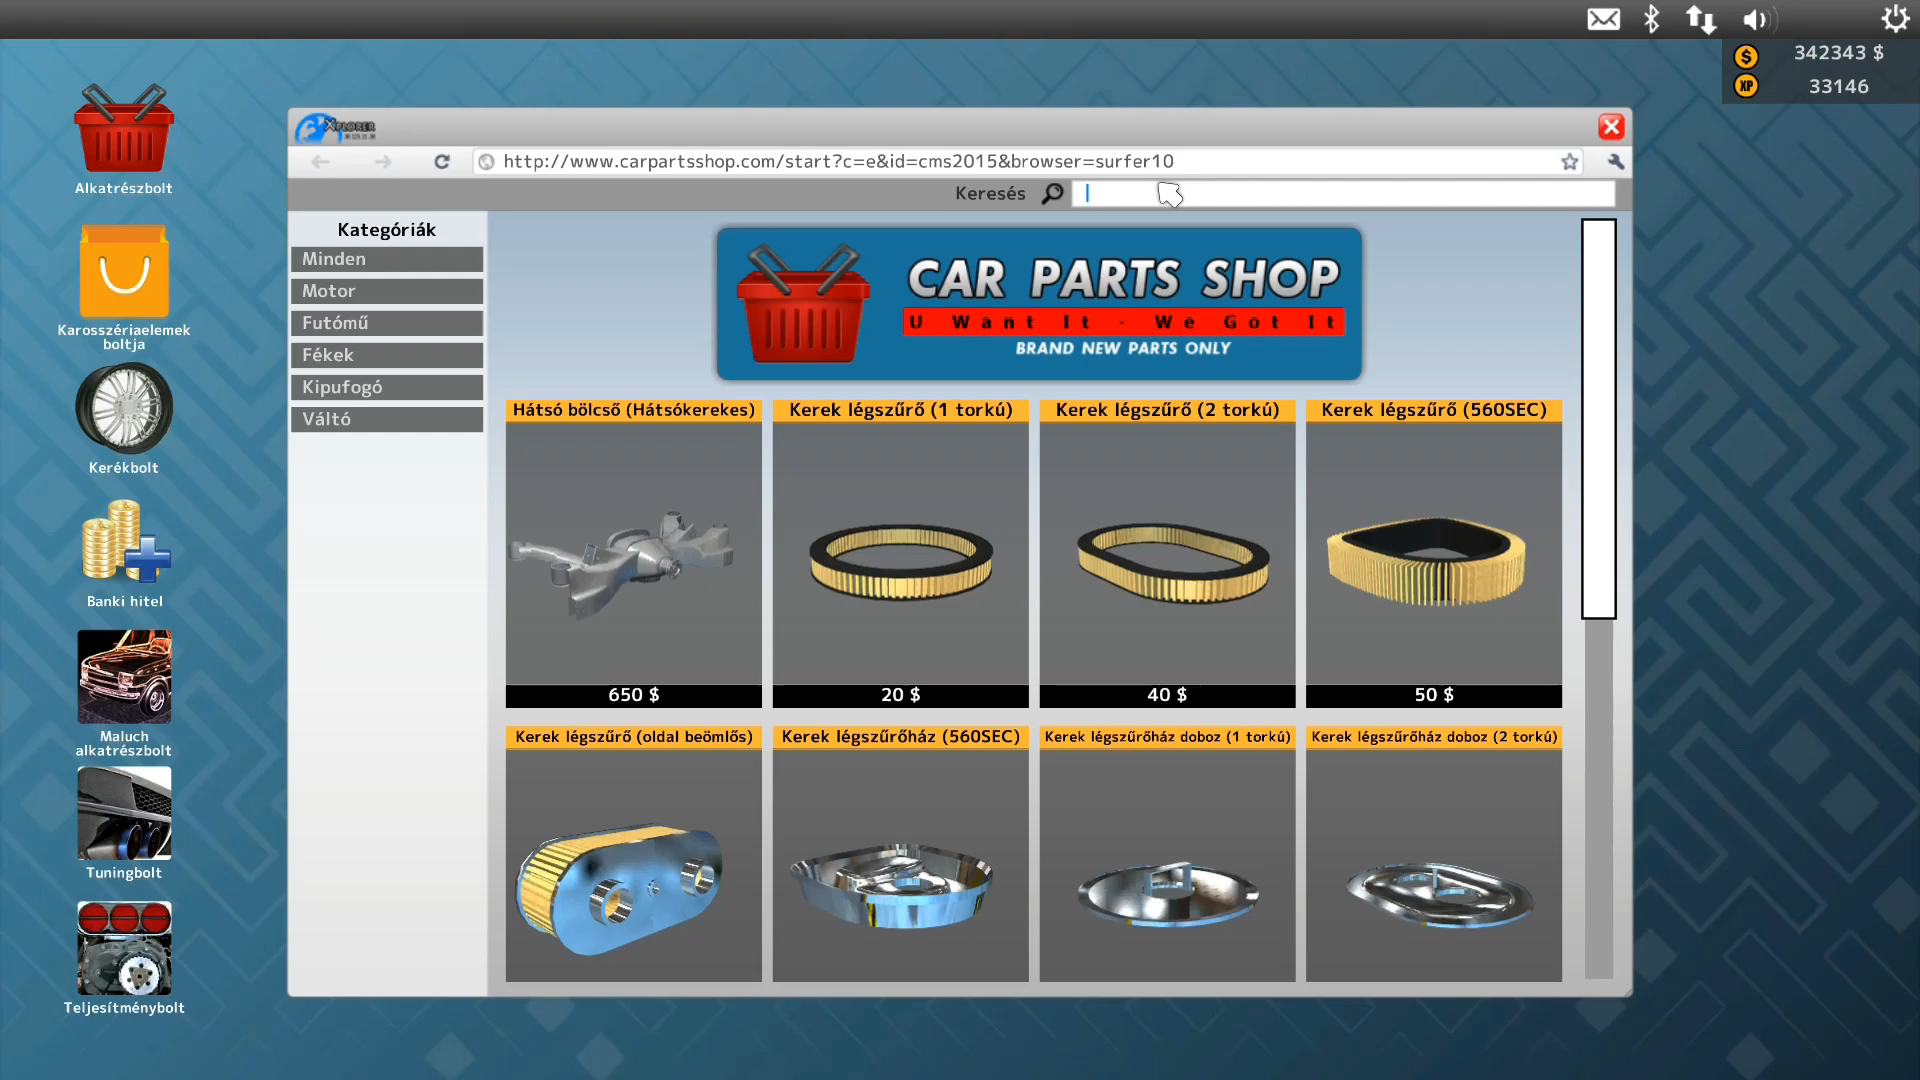 342343 $
XP 33146
Alkatrészbolt
Karosszériaelemek
boltja
Kerékbolt
Banki hitel
Maluch
alkatrészbolt
Tuningbolt
Teljesítménybolt
XPLORER
http://www.carpartsshop.com/start?c=e&id=cms2015&browser=surfer10
Keresés
Kategóriák
Minden
Motor
Futómű
Fékek
Kipufogó
Váltó
CAR PARTS SHOP
U Want It - We Got It
BRAND NEW PARTS ONLY
Hátsó bölcső (Hátsókerekes)
650 $
Kerek légszűrő (1 torkú)
20 $
Kerek légszűrő (2 torkú)
40 $
Kerek légszűrő (560SEC)
50 $
Kerek légszűrő (oldal beömlős)
Kerek légszűrőház (560SEC)
Kerek légszűrőház doboz (1 torkú)
Kerek légszűrőház doboz (2 torkú)